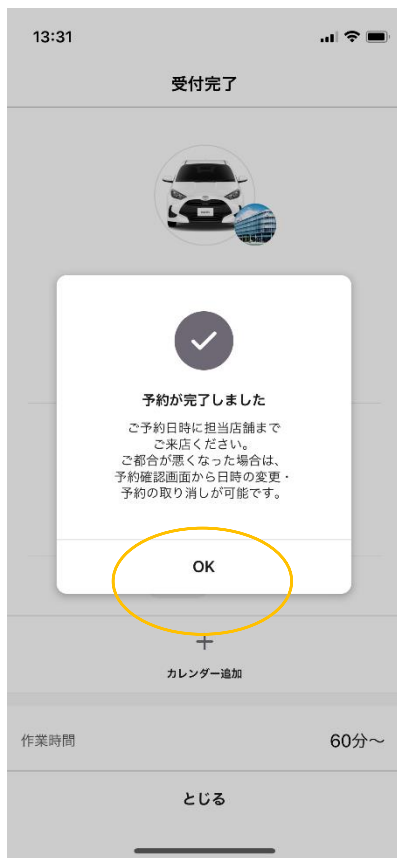 13:31
受付完了
予約が完了しました
ご予約日時に担当店舗まで
ご来店ください。
ご都合が悪くなった場合は、
予約確認画面から日時の変更・
予約の取り消しが可能です。
OK
カレンダー追加
作業時間 60分～
とじる